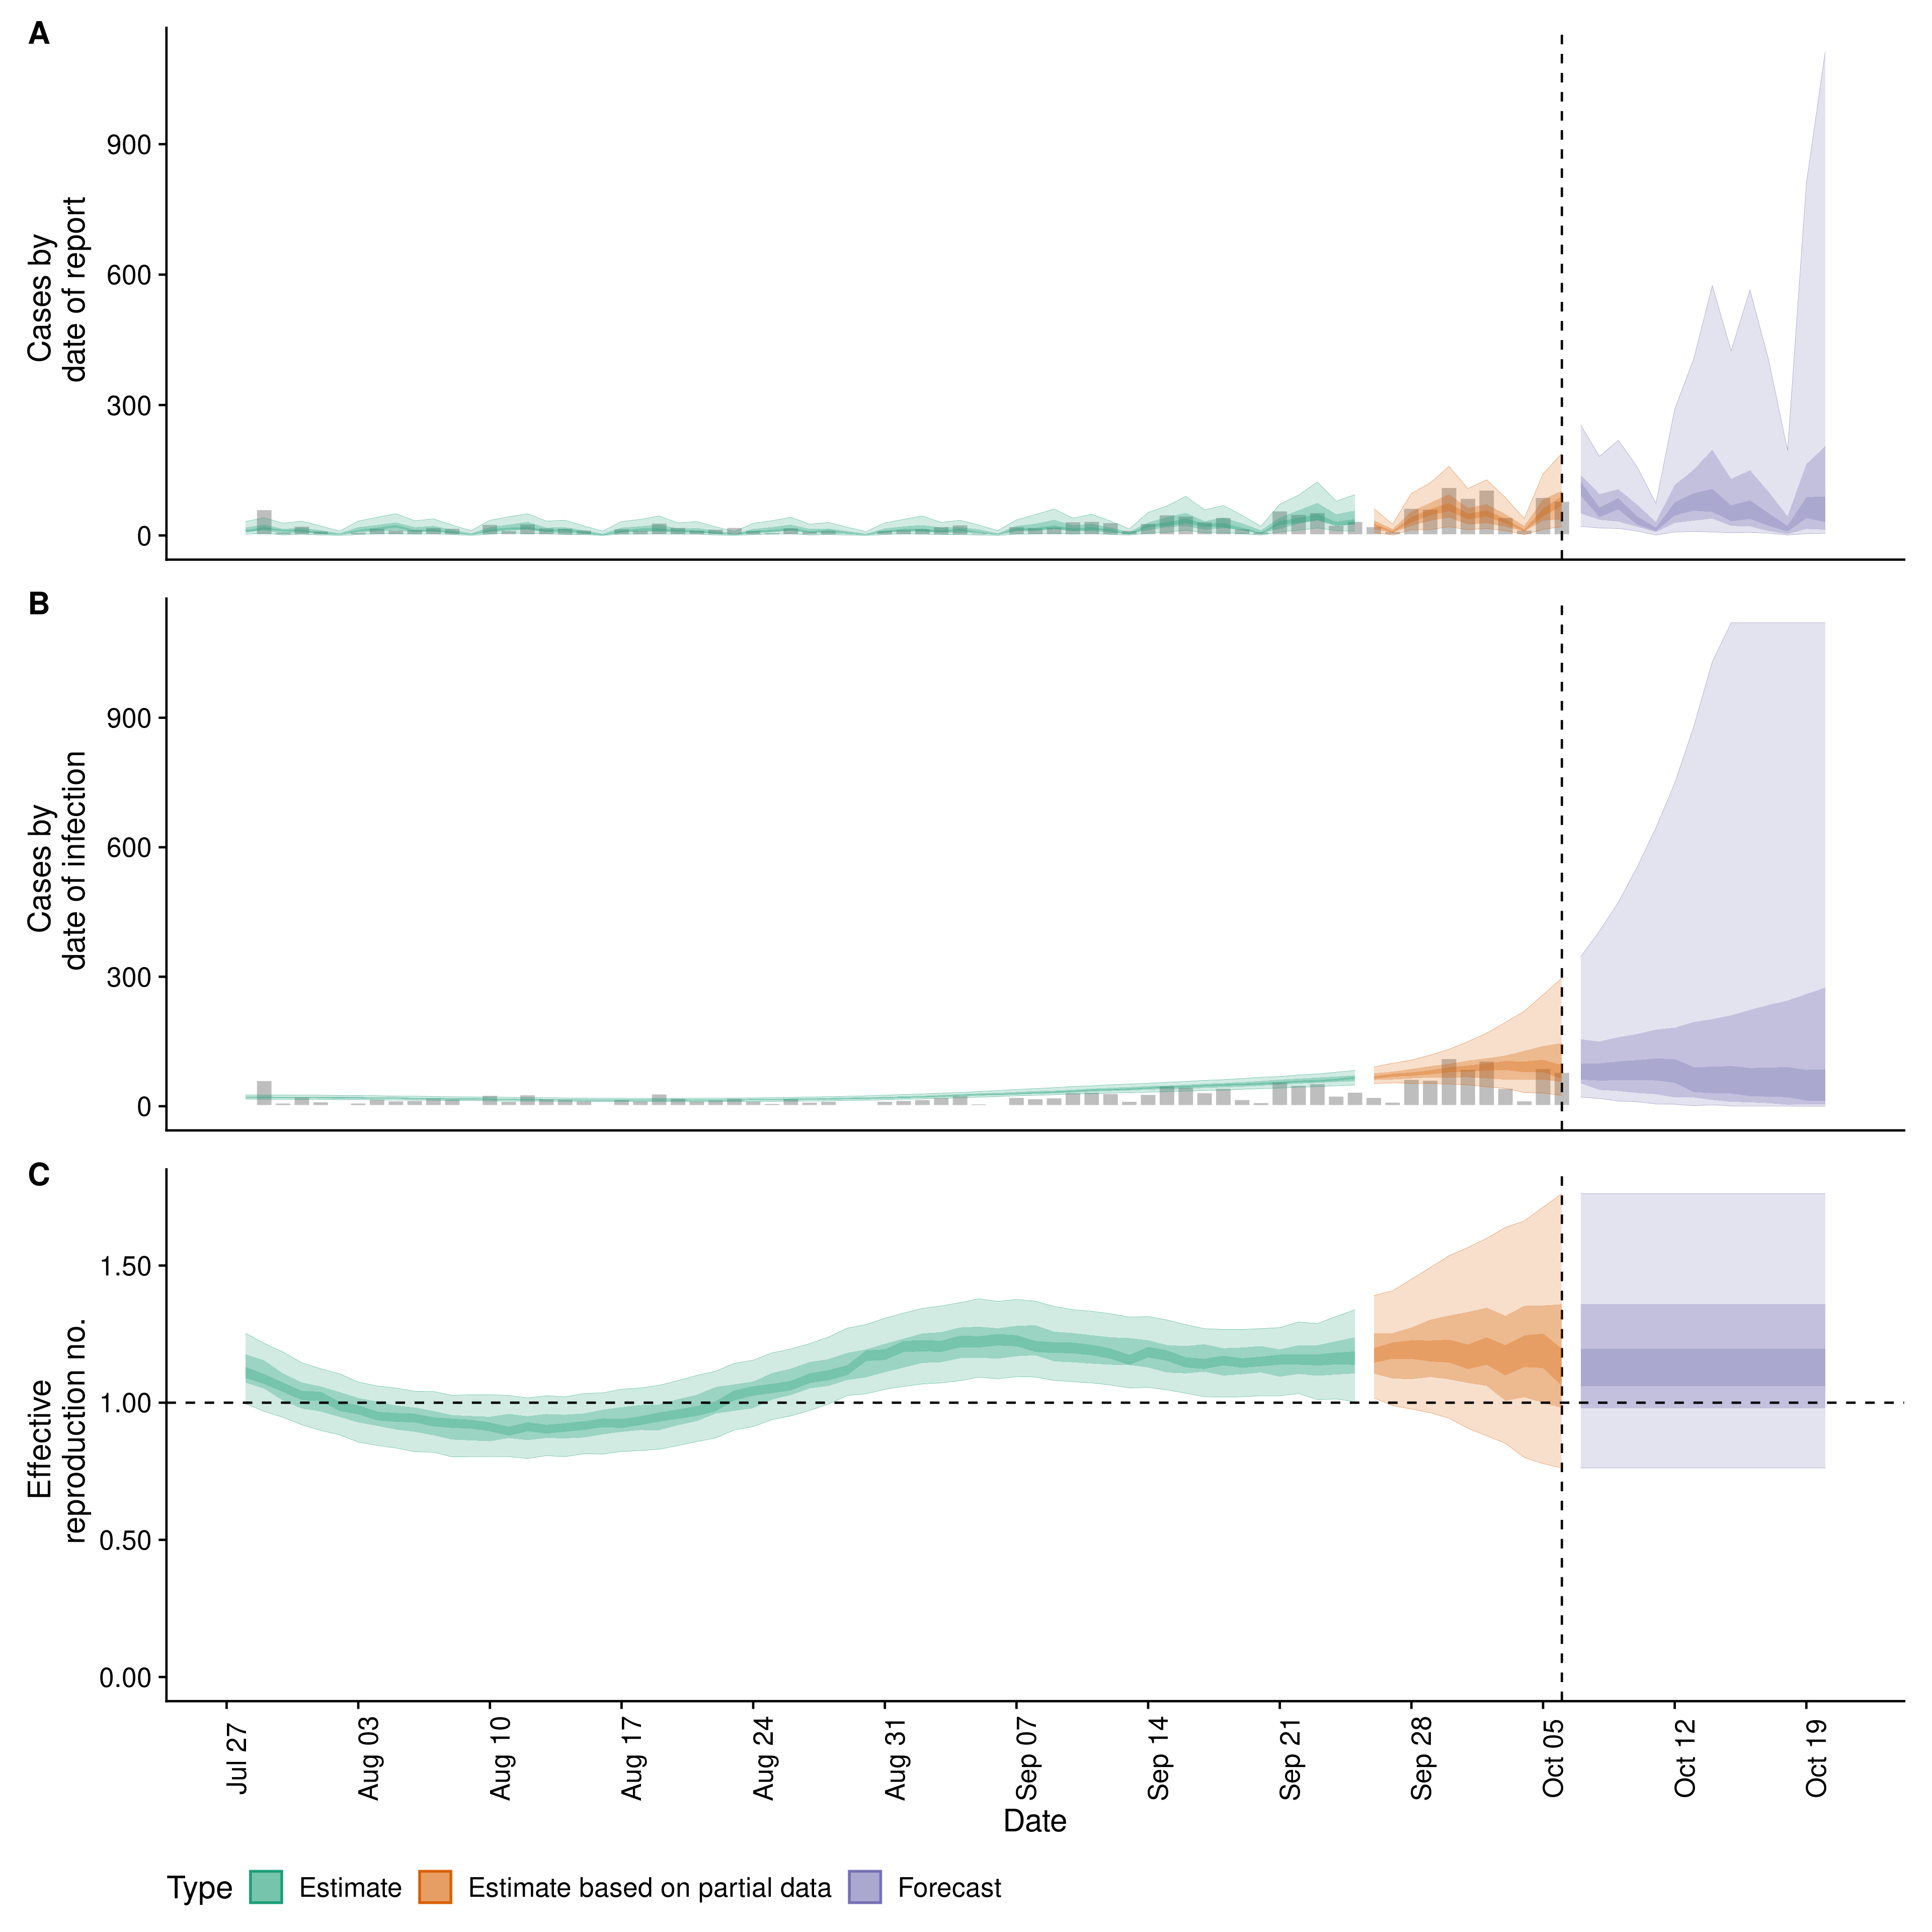 A
Cases by
date of report
900
600
300
0
B
Cases by
date of infection
900
600
300
0
C
Effective
reproduction no.
1.50
1.00
0.50
0.00
Jul 27
Aug 03
Aug 10
Aug 17
Aug 24
Aug 31
Sep 07
Sep 14
Sep 21
Sep 28
Oct 05
Oct 12
Oct 19
Date
Type Estimate Estimate based on partial data Forecast